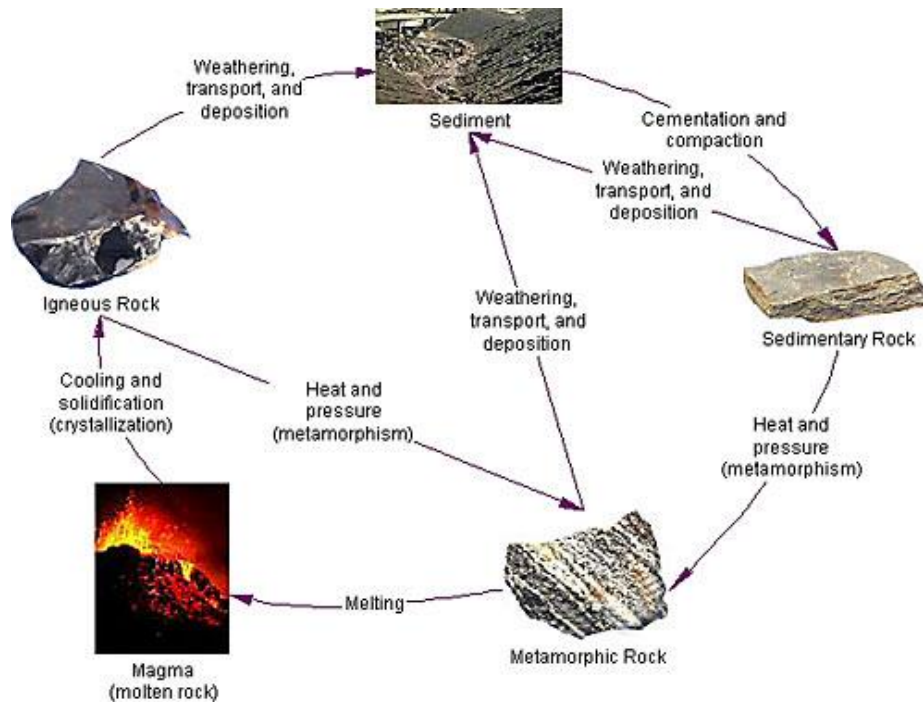 Weathering,
transport, and
deposition
Sediment
Cementation and
compaction
Weathering,
transport, and
deposition
Igneous Rock
Weathering,
transport, and
deposition
Sedimentary Rock
Cooling and
solidification
(crystallization)
Heat and
pressure
(metamorphism)
Heat and
pressure
(metamorphism)
Melting
Metamorphic Rock
Magma
(molten rock)